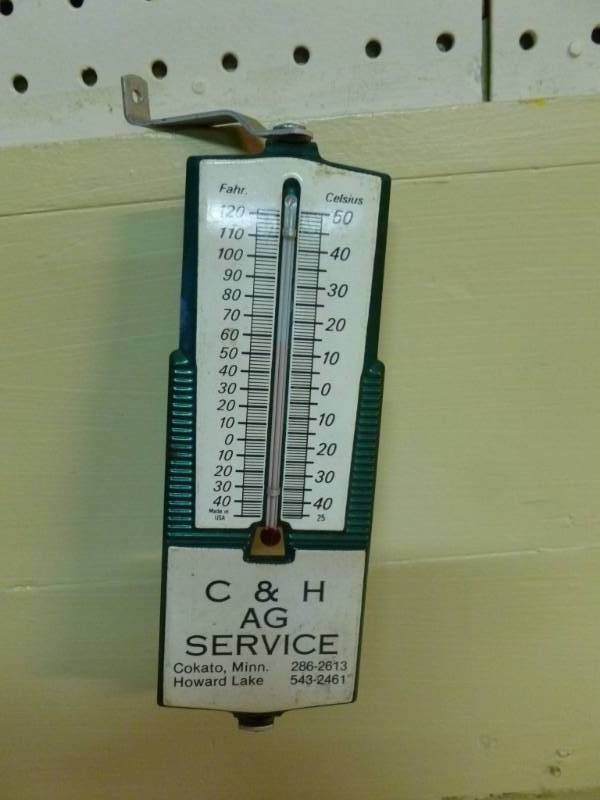 Fahr. Celsius
120 50
110
100 40
90
80 30
70 20
60
50 10
40
30 0
20
10 10
0
10 20
20
30 30
40 40
Made in
USA 25
C & H
AG
SERVICE
Cokato, Minn. 286-2613
Howard Lake 543-2461